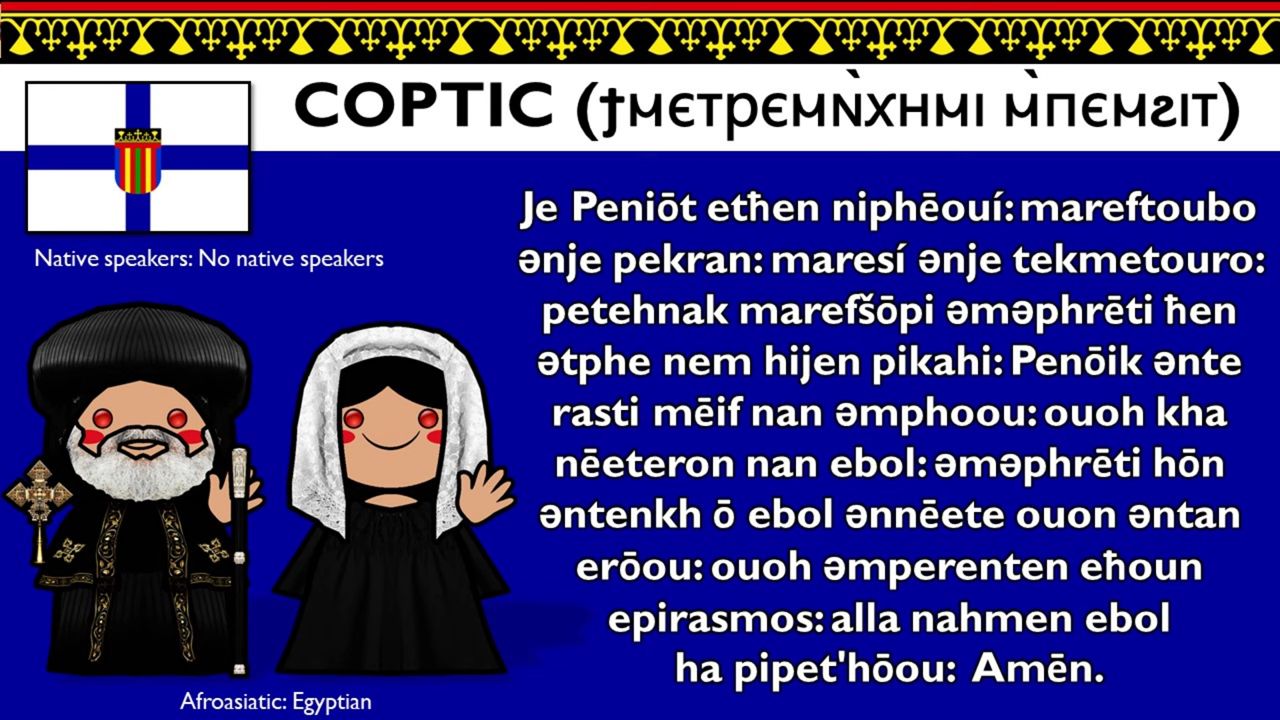 COPTIC (ϯⲙⲉⲧⲣⲉⲙⲛ̀ⲭⲏⲙⲓ ⲙ̀ⲡⲉⲙϩⲓⲧ)
Native speakers: No native speakers
Je Peniōt etħen niphēouí: mareftoubo
ənje pekran: maresí ənje tekmetouro:
petehnak marefšōpi əməphrēti ħen
ətphe nem hijen pikahi: Penōik ənte
rasti mēif nan əmphoou: ouoh kha
nēeteron nan ebol: əməphrēti hōn
əntenkh ō ebol ənnēete ouon əntan
erōou: ouoh əmperenten eħoun
epirasmos: alla nahmen ebol
ha pipet'hōou: Amēn.
Afroasiatic: Egyptian